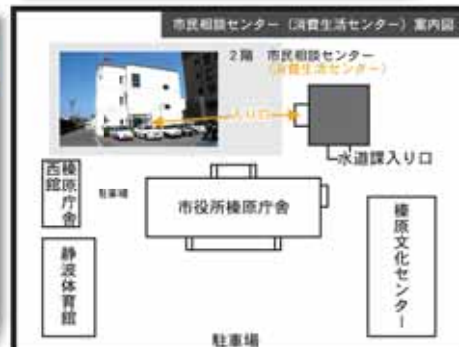 市民相談センター（消費生活センター）案内図
２階　市民相談センター
（消費生活センター）
入り口
水道課入り口
榛原庁舎
西館
駐車場
市役所榛原庁舎
静波体育館
榛原文化センター
駐車場